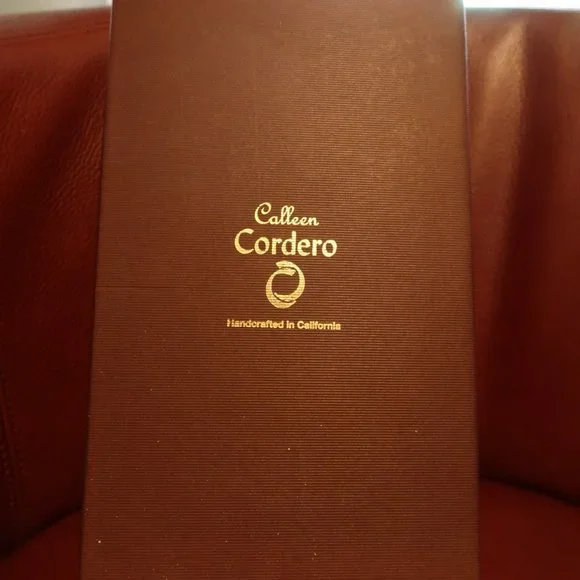 Calleen
Cordero
Handcrafted in California